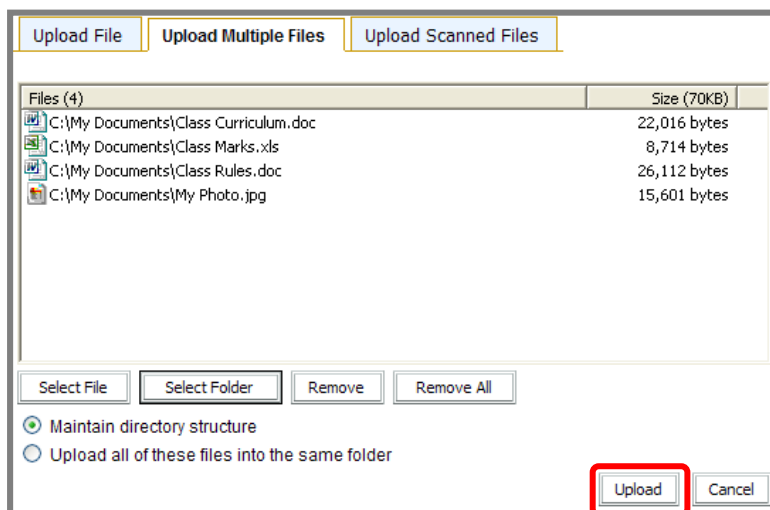 Upload File Upload Multiple Files Upload Scanned Files
Files (4) Size (70KB)
C:\My Documents\Class Curriculum.doc 22,016 bytes
C:\My Documents\Class Marks.xls 8,714 bytes
C:\My Documents\Class Rules.doc 26,112 bytes
C:\My Documents\My Photo.jpg 15,601 bytes
Select File Select Folder Remove Remove All
Maintain directory structure
Upload all of these files into the same folder
Upload Cancel